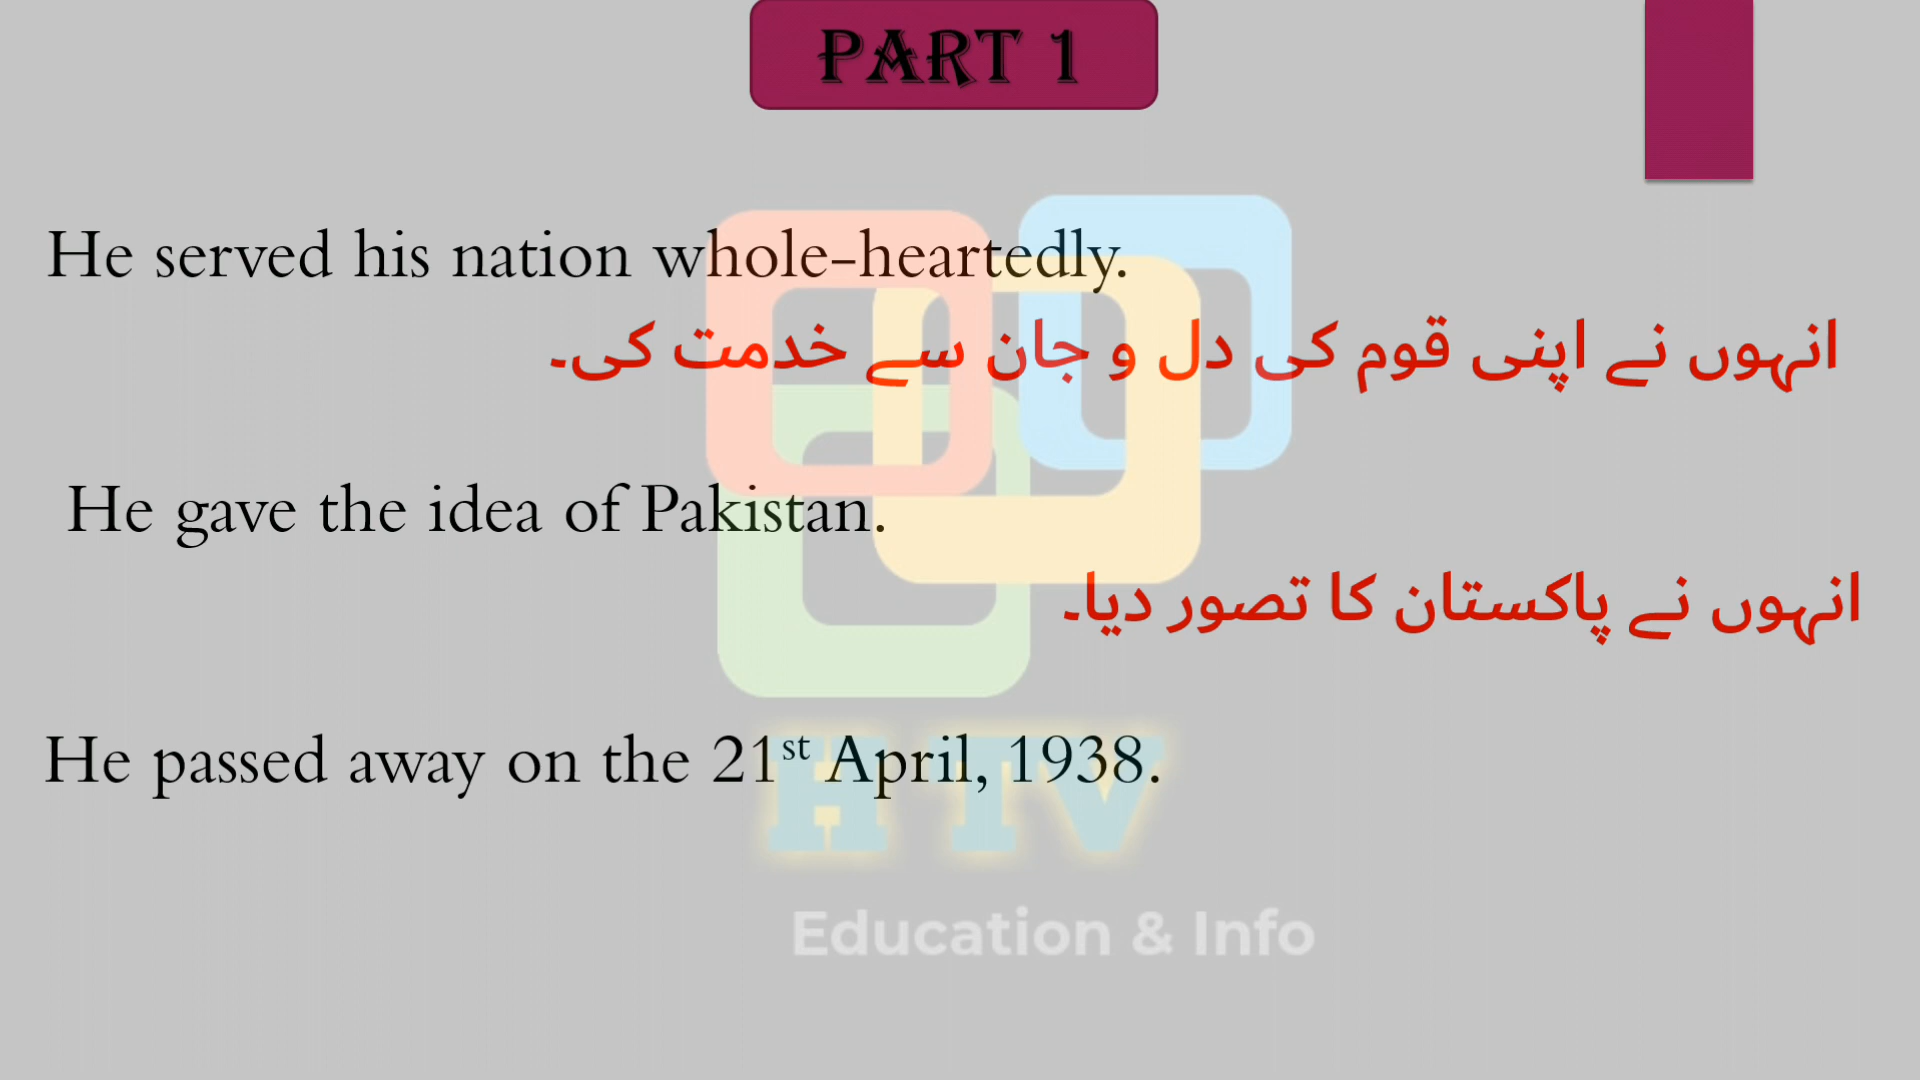 PART 1
He served his nation whole-heartedly.
انہوں نے اپنی قوم کی دل و جان سے خدمت کی۔
He gave the idea of Pakistan.
انہوں نے پاکستان کا تصور دیا۔
He passed away on the 21st April, 1938.
HTV
Education & Info